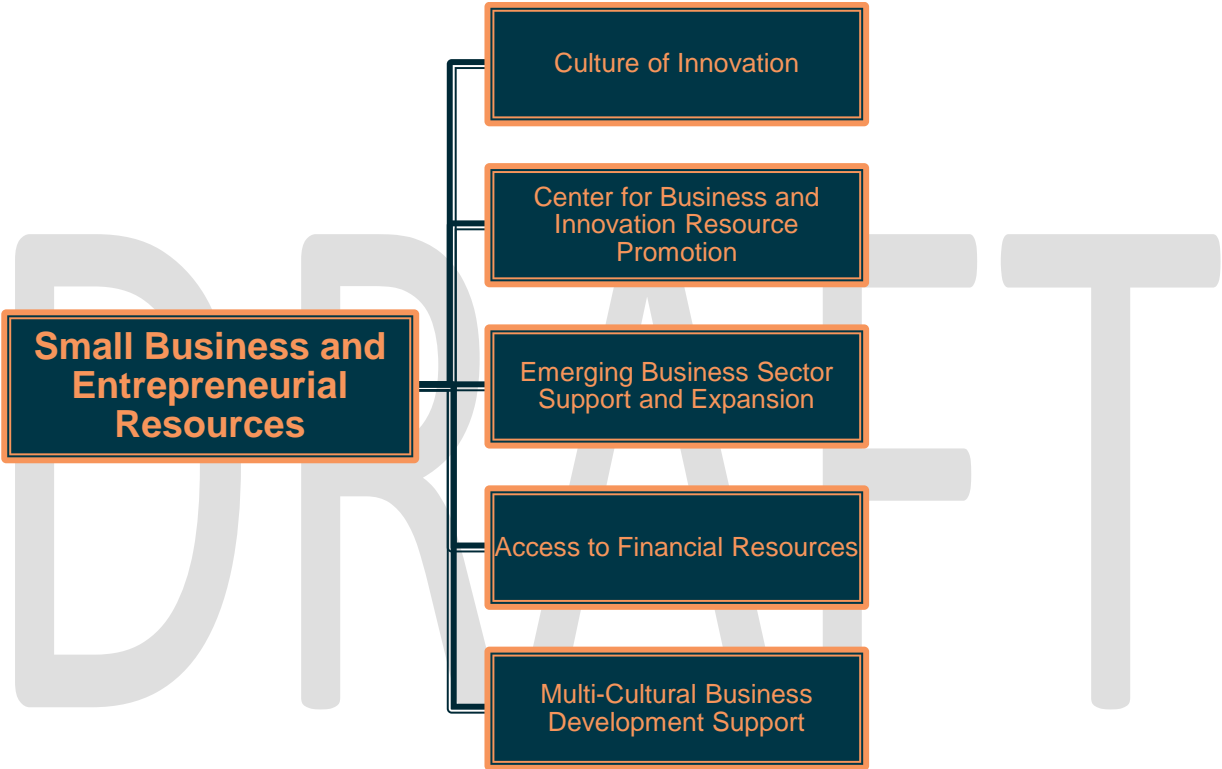 Culture of Innovation
Center for Business and
Innovation Resource
Promotion
Small Business and
Entrepreneurial
Resources
Emerging Business Sector
Support and Expansion
Access to Financial Resources
Multi-Cultural Business
Development Support
DRAFT